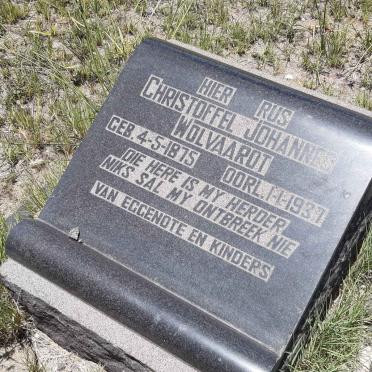 HIER RUS
CHRISTOFFEL JOHANNES
WOLVAARDT
GEB. 4-5-1875 OORL. 1-1-1937
DIE HERE IS MY HERDER
NIKS SAL MY ONTBREEK NIE
VAN EGGENOTE EN KINDERS